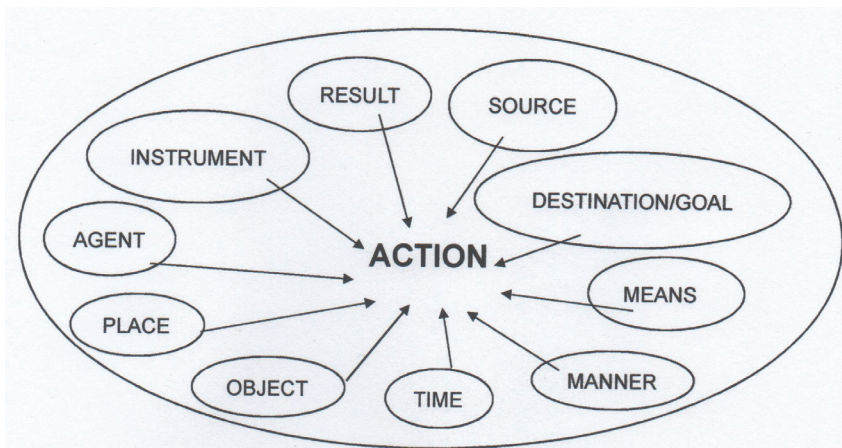 RESULT
SOURCE
INSTRUMENT
DESTINATION/GOAL
AGENT
ACTION
MEANS
PLACE
OBJECT
TIME
MANNER